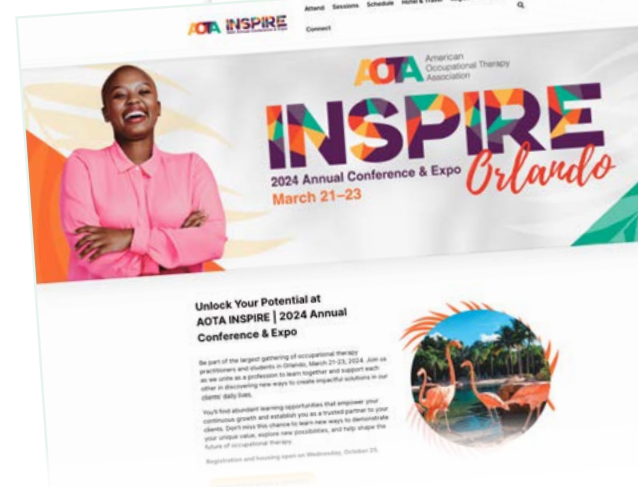 AOTA INSPIRE
2024 Annual Conference & Expo
Attend Sessions Schedule Hotel & Travel
Connect
AOTA American
Occupational Therapy
Association
INSPIRE
2024 Annual Conference & Expo
Orlando
March 21–23
Unlock Your Potential at
AOTA INSPIRE | 2024 Annual
Conference & Expo
Be part of the largest gathering of occupational therapy
practitioners and students in Orlando, March 21-23, 2024. Join us
as we unite as a profession to learn together and support each
other in discovering new ways to create impactful solutions in our
clients' daily lives.
You'll find abundant learning opportunities that empower your
continuous growth and establish you as a trusted partner to your
clients. Don't miss this chance to learn new ways to demonstrate
your unique value, explore new possibilities, and help shape the
future of occupational therapy.
Registration and housing open on Wednesday, October 25.